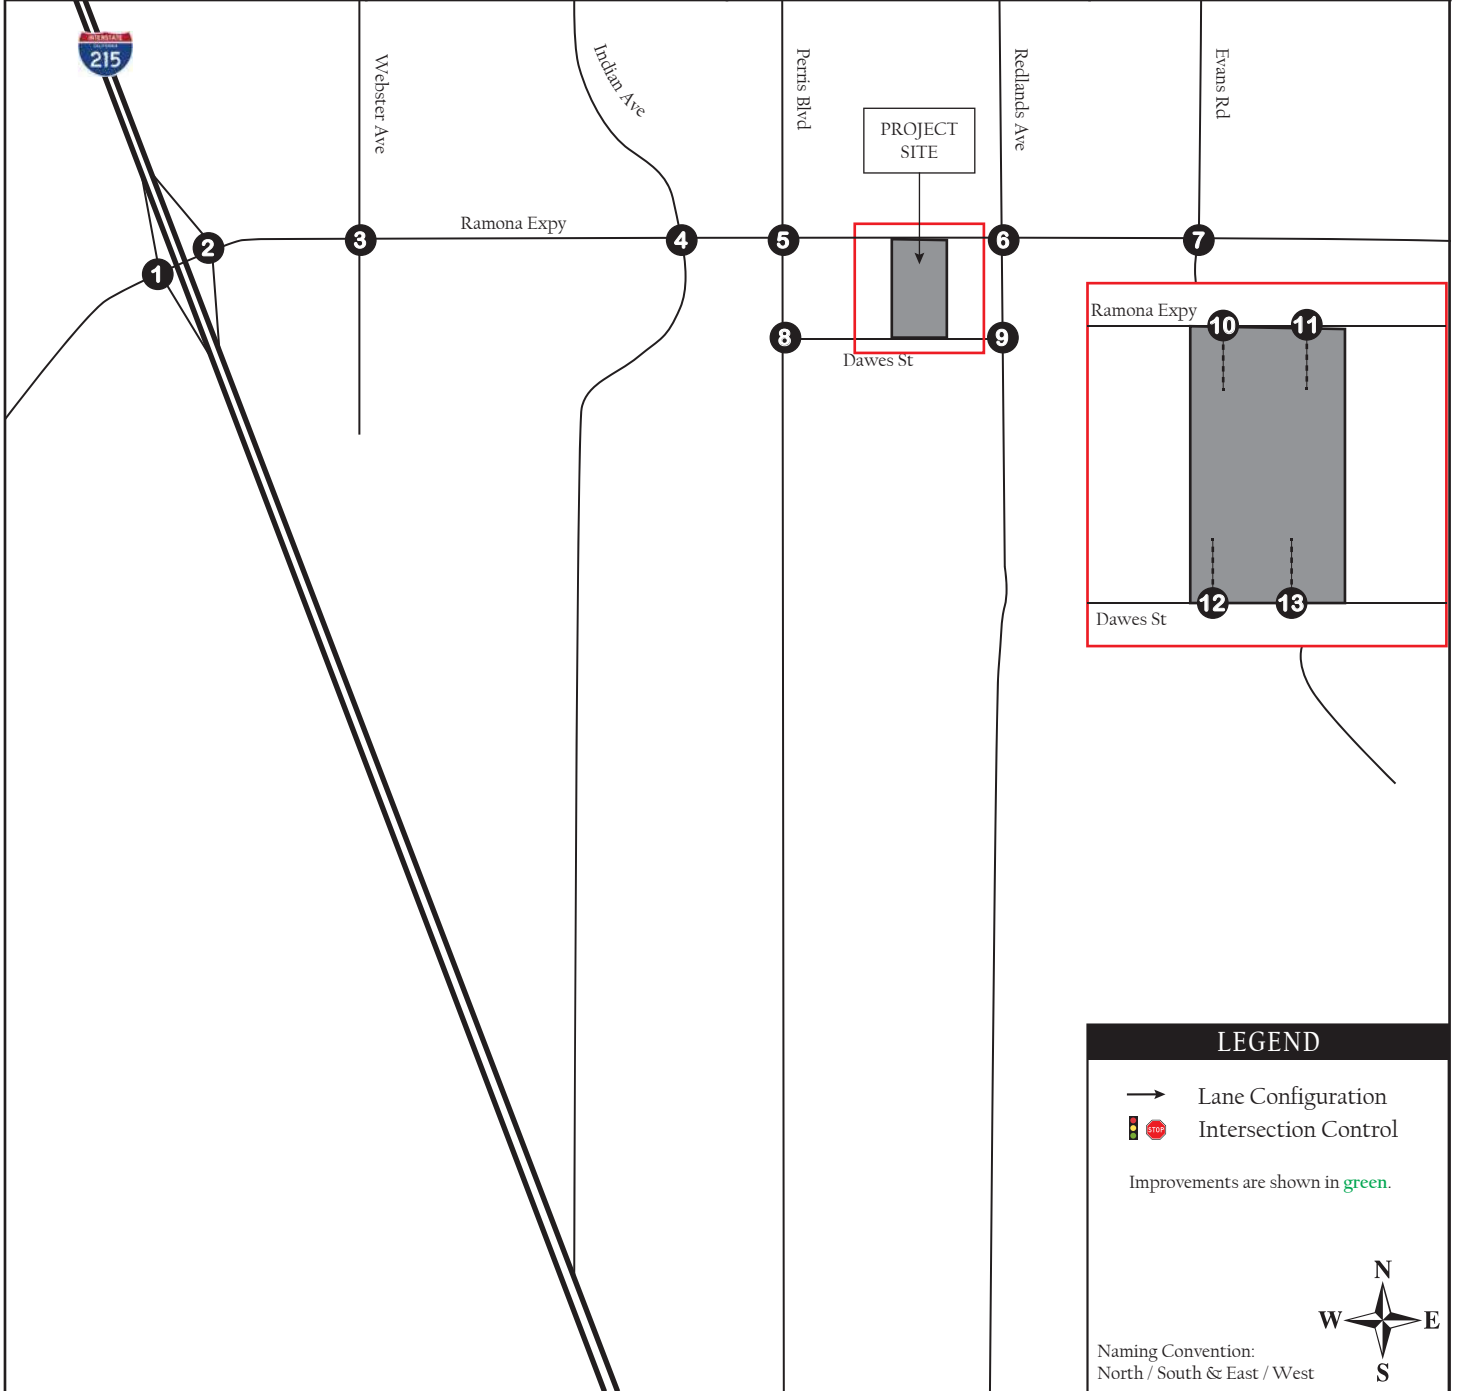 INTERSTATE
CALIFORNIA
215
Webster Ave
Indian Ave
Perris Blvd
Redlands Ave
Evans Rd
PROJECT
SITE
Ramona Expy
1
2
3
4
5
6
7
8
9
Dawes St
Ramona Expy
10
11
12
13
Dawes St
LEGEND
Lane Configuration
STOP
Intersection Control
Improvements are shown in green.
N
W
E
S
Naming Convention:
North / South & East / West